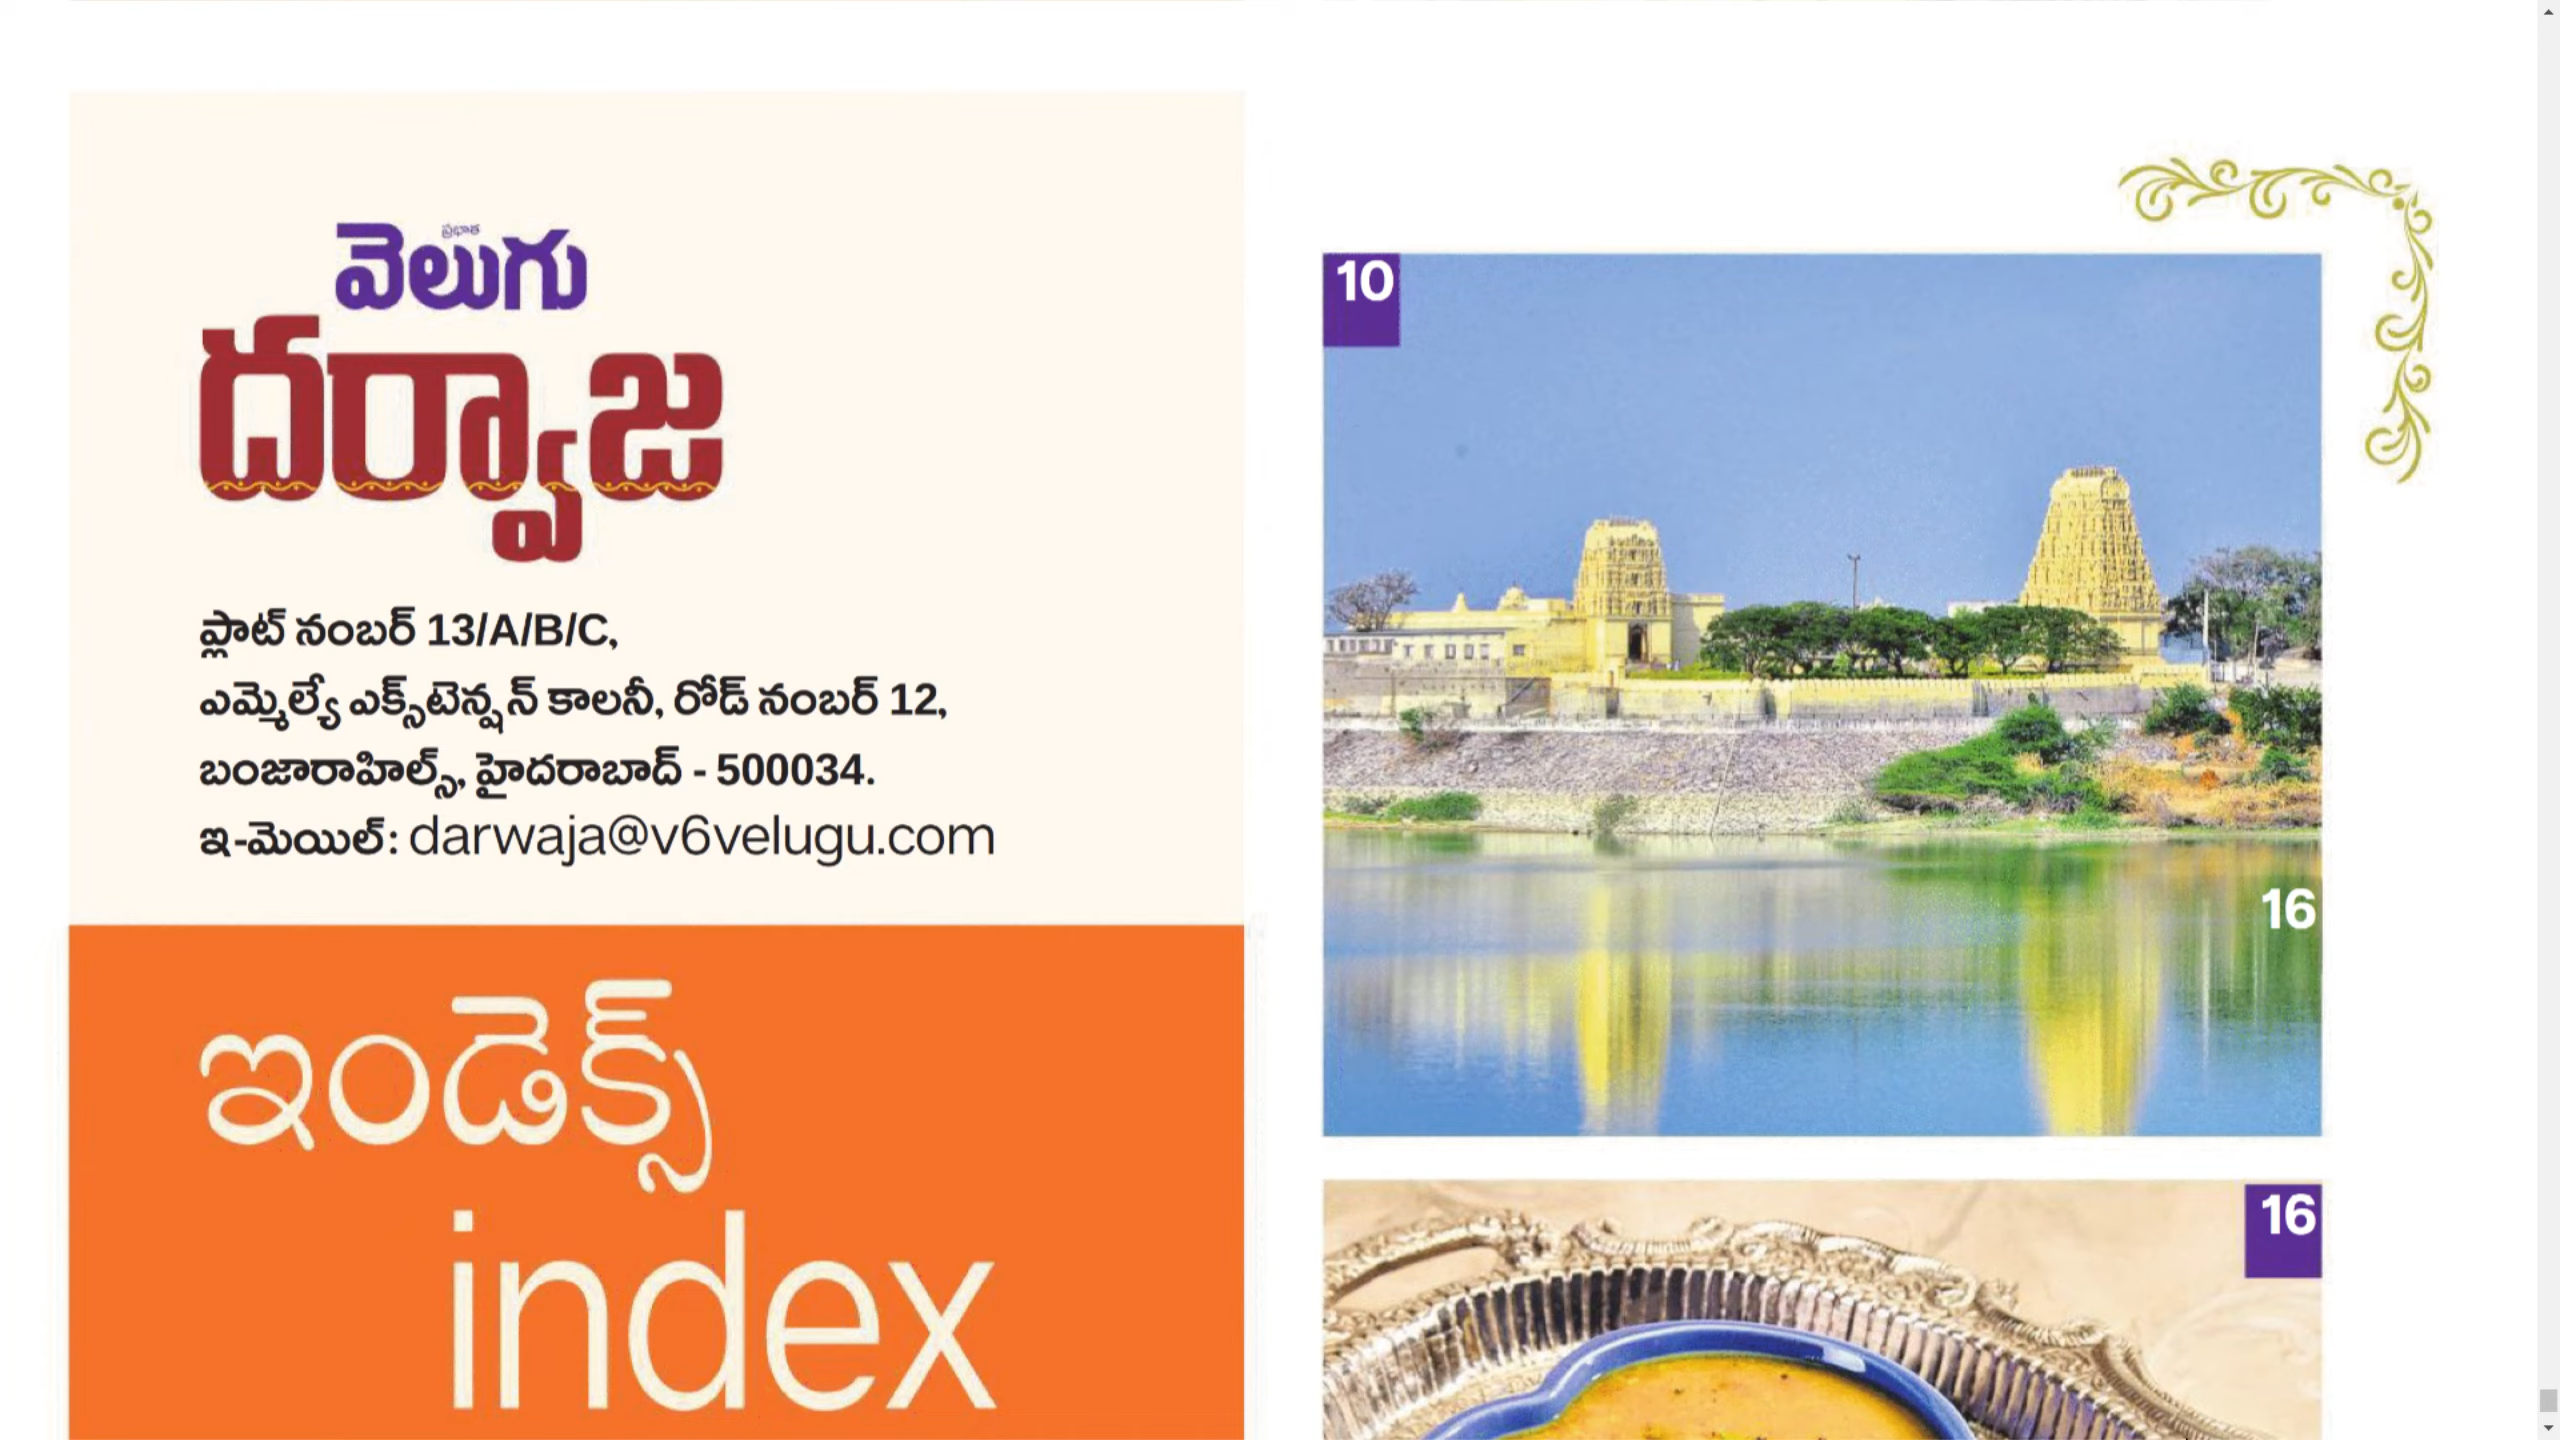 ప్రభాత
వెలుగు
దర్వాజ
ప్లాట్ నంబర్ 13/A/B/C,
ఎమ్మెల్యే ఎక్స్‌టెన్షన్ కాలనీ, రోడ్ నంబర్ 12,
బంజారాహిల్స్, హైదరాబాద్ - 500034.
ఇ-మెయిల్: darwaja@v6velugu.com
ఇండెక్స్
index
10
16
16